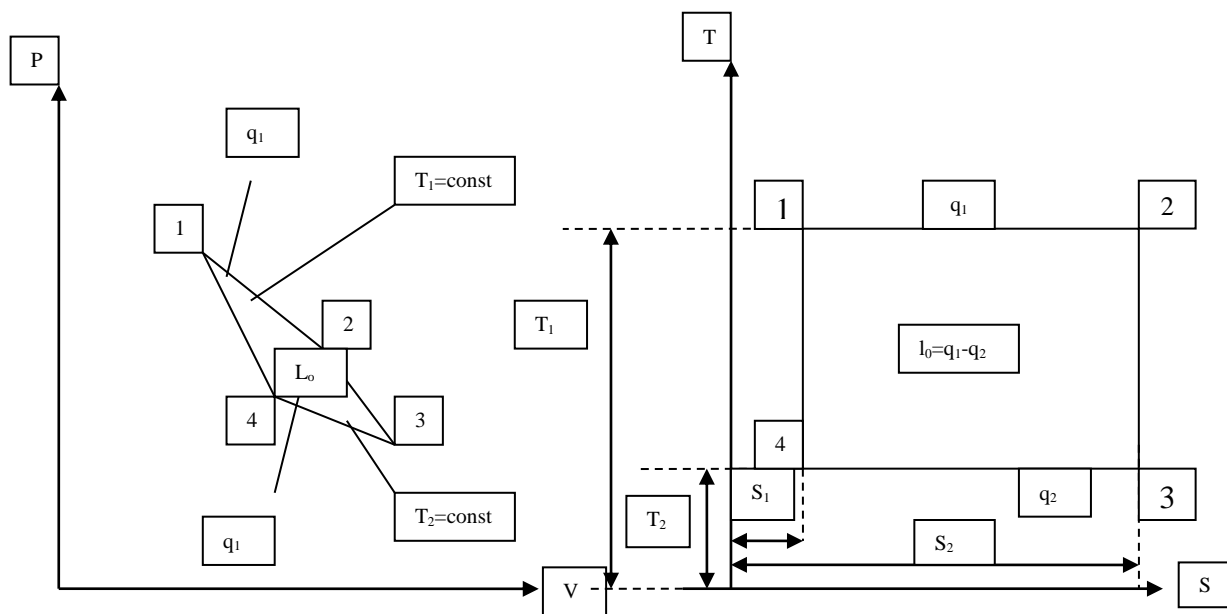 P
q₁
T₁=const
1
2
Lₒ
4
3
T₂=const
q₁
V
T
1
q₁
2
T₁
l₀=q₁-q₂
4
S₁
q₂
3
T₂
S₂
S